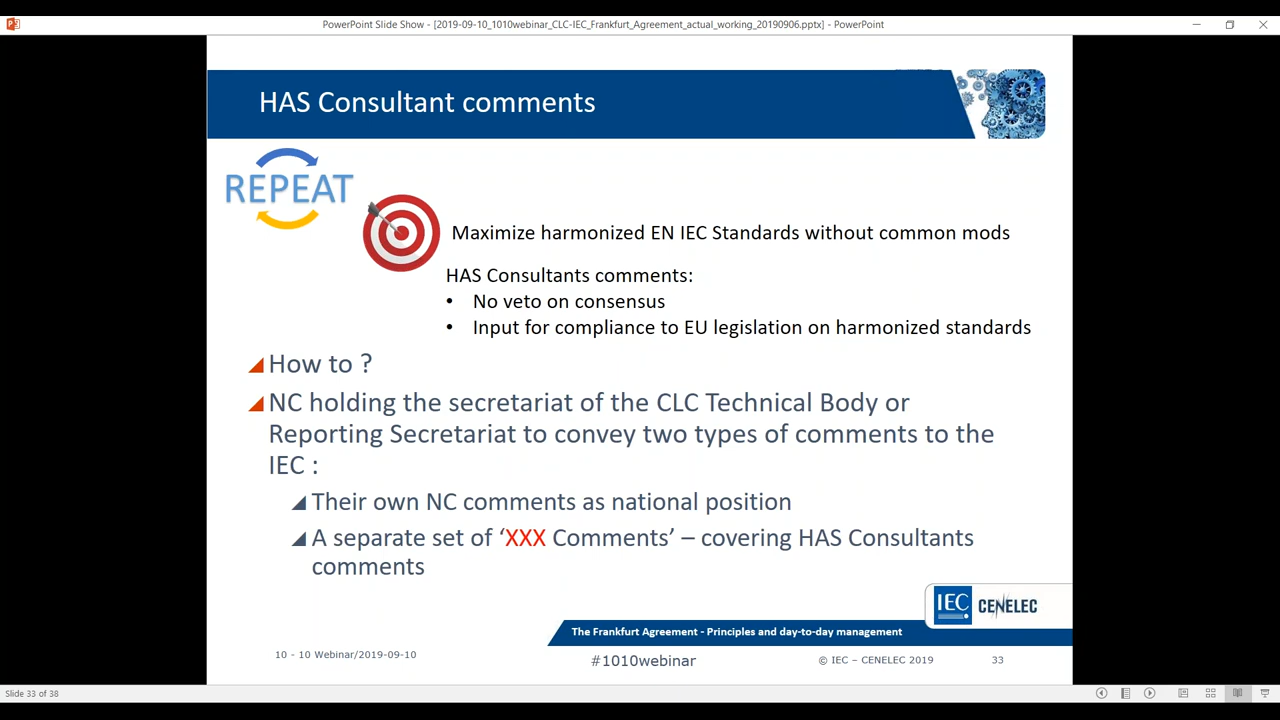 PowerPoint Slide Show - [2019-09-10_1010webinar_CLC-IEC_Frankfurt_Agreement_actual_working_20190906.pptx] - PowerPoint
HAS Consultant comments
REPEAT
Maximize harmonized EN IEC Standards without common mods
HAS Consultants comments:
• No veto on consensus
• Input for compliance to EU legislation on harmonized standards
How to ?
NC holding the secretariat of the CLC Technical Body or
Reporting Secretariat to convey two types of comments to the
IEC :
Their own NC comments as national position
A separate set of ‘XXX Comments’ – covering HAS Consultants
comments
IEC CENELEC
The Frankfurt Agreement - Principles and day-to-day management
10 - 10 Webinar/2019-09-10
#1010webinar
© IEC – CENELEC 2019
33
Slide 33 of 38